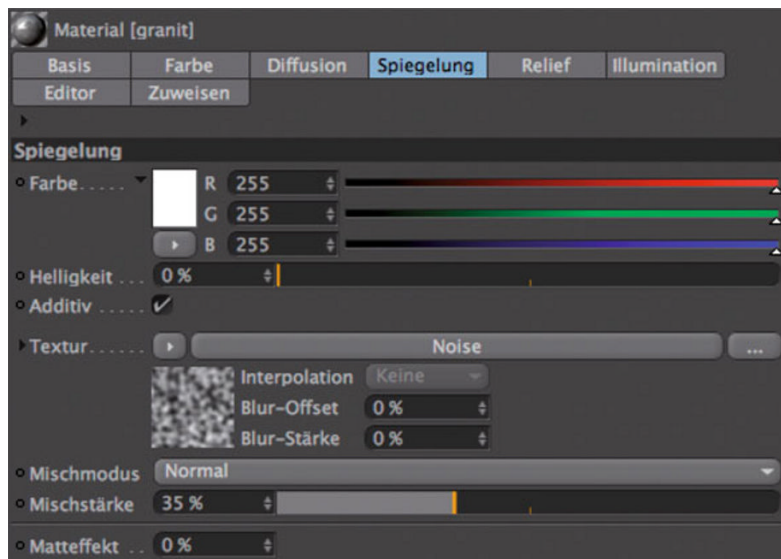 Material [granit]
Basis Farbe Diffusion Spiegelung Relief Illumination
Editor Zuweisen
Spiegelung
Farbe..... R 255
G 255
B 255
Helligkeit ... 0 %
Additiv .....
Textur...... Noise ...
Interpolation Keine
Blur-Offset 0 %
Blur-Stärke 0 %
Mischmodus Normal
Mischstärke 35 %
Matteffekt .. 0 %